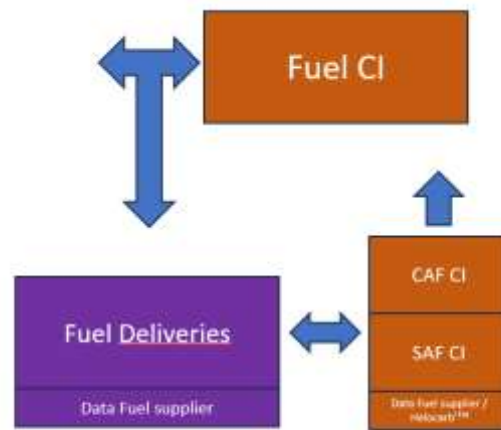 Fuel CI
CAF CI
Fuel Deliveries
SAF CI
Data Fuel supplier
Data Fuel supplier /